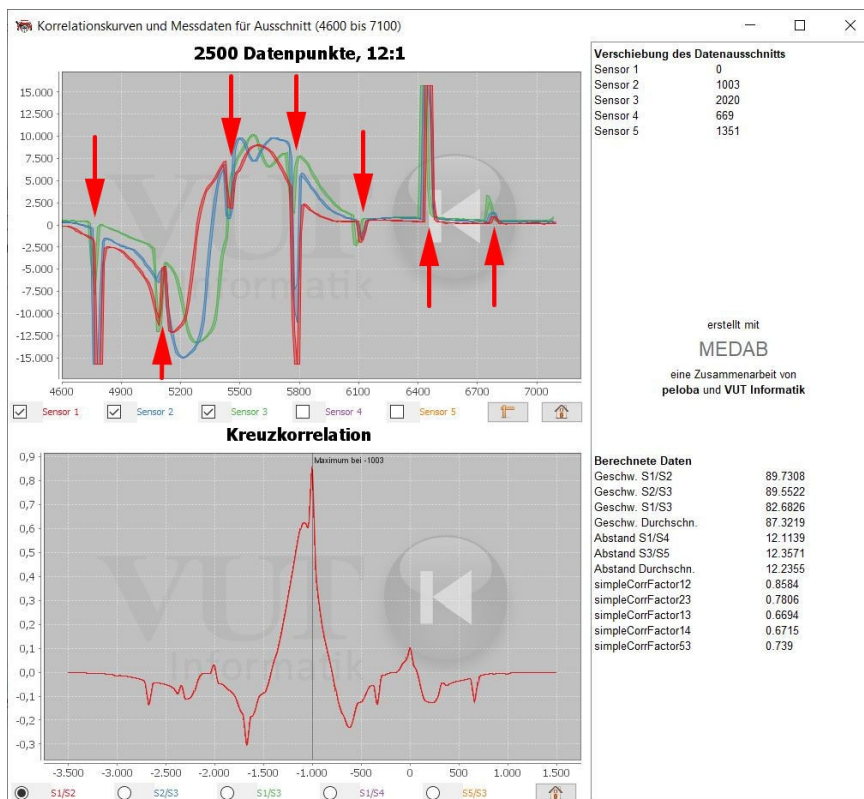 Korrelationskurven und Messdaten für Ausschnitt (4600 bis 7100)
2500 Datenpunkte, 12:1
15.000
12.500
10.000
7.500
5.000
2.500
0
-2.500
-5.000
-7.500
-10.000
-12.500
-15.000
VUT
Informatik
4600 4900 5200 5500 5800 6100 6400 6700 7000
Sensor 1 Sensor 2 Sensor 3 Sensor 4 Sensor 5
Kreuzkorrelation
Maximum bei -1003
0,9
0,8
0,7
0,6
0,5
0,4
0,3
0,2
0,1
0,0
-0,1
-0,2
-0,3
VUT
Informatik
-3.500 -3.000 -2.500 -2.000 -1.500 -1.000 -500 0 500 1.000 1.500
S1/S2 S2/S3 S1/S3 S1/S4 S5/S3
Verschiebung des Datenausschnitts
Sensor 1 0
Sensor 2 1003
Sensor 3 2020
Sensor 4 669
Sensor 5 1351
erstellt mit
MEDAB
eine Zusammenarbeit von
peloba und VUT Informatik
Berechnete Daten
Geschw. S1/S2 89.7308
Geschw. S2/S3 89.5522
Geschw. S1/S3 82.6826
Geschw. Durchschn. 87.3219
Abstand S1/S4 12.1139
Abstand S3/S5 12.3571
Abstand Durchschn. 12.2355
simpleCorrFactor12 0.8584
simpleCorrFactor23 0.7806
simpleCorrFactor13 0.6694
simpleCorrFactor14 0.6715
simpleCorrFactor53 0.739